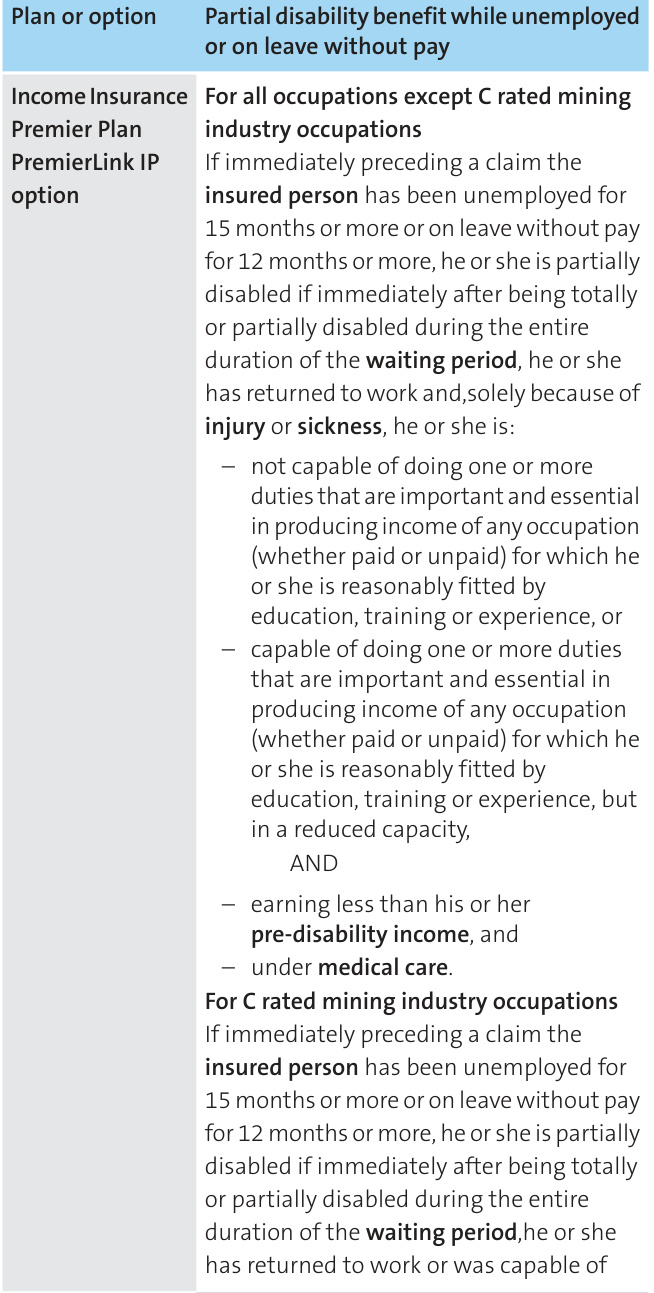 Plan or option
Partial disability benefit while unemployed
or on leave without pay
Income Insurance
Premier Plan
PremierLink IP
option
For all occupations except C rated mining
industry occupations
If immediately preceding a claim the
insured person has been unemployed for
15 months or more or on leave without pay
for 12 months or more, he or she is partially
disabled if immediately after being totally
or partially disabled during the entire
duration of the waiting period, he or she
has returned to work and,solely because of
injury or sickness, he or she is:
– not capable of doing one or more
duties that are important and essential
in producing income of any occupation
(whether paid or unpaid) for which he
or she is reasonably fitted by
education, training or experience, or
– capable of doing one or more duties
that are important and essential in
producing income of any occupation
(whether paid or unpaid) for which he
or she is reasonably fitted by
education, training or experience, but
in a reduced capacity,
AND
– earning less than his or her
pre-disability income, and
– under medical care.
For C rated mining industry occupations
If immediately preceding a claim the
insured person has been unemployed for
15 months or more or on leave without pay
for 12 months or more, he or she is partially
disabled if immediately after being totally
or partially disabled during the entire
duration of the waiting period,he or she
has returned to work or was capable of